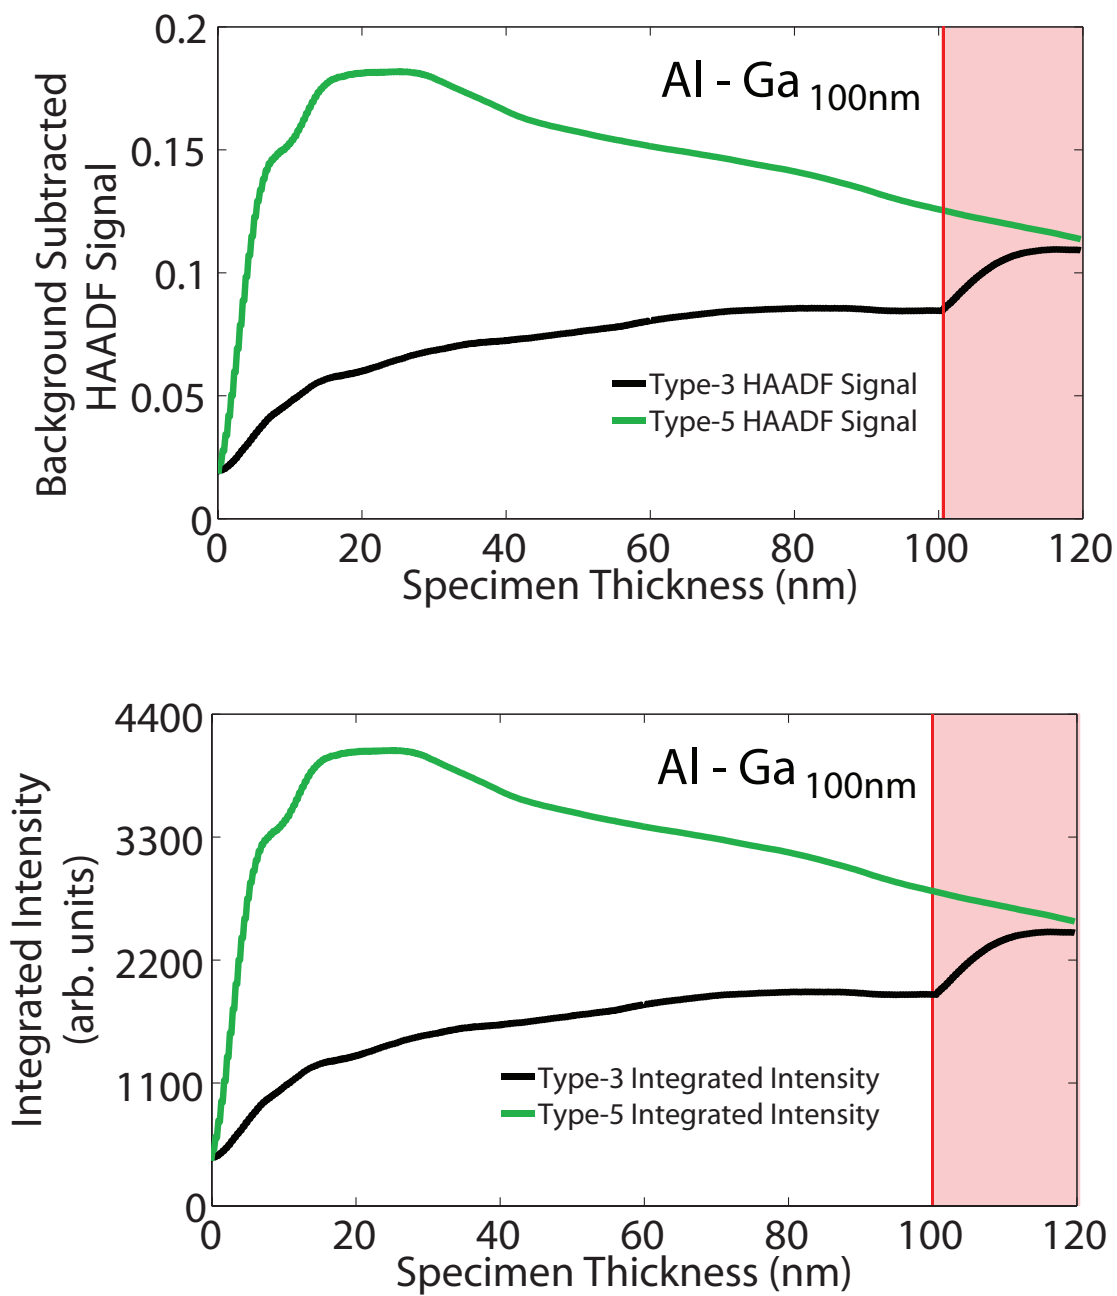 Background Subtracted
HAADF Signal
0.2
0.15
0.1
0.05
0
Al - Ga 100nm
Type-3 HAADF Signal
Type-5 HAADF Signal
0 20 40 60 80 100 120
Specimen Thickness (nm)
Integrated Intensity
(arb. units)
4400
3300
2200
1100
0
Al - Ga 100nm
Type-3 Integrated Intensity
Type-5 Integrated Intensity
0 20 40 60 80 100 120
Specimen Thickness (nm)